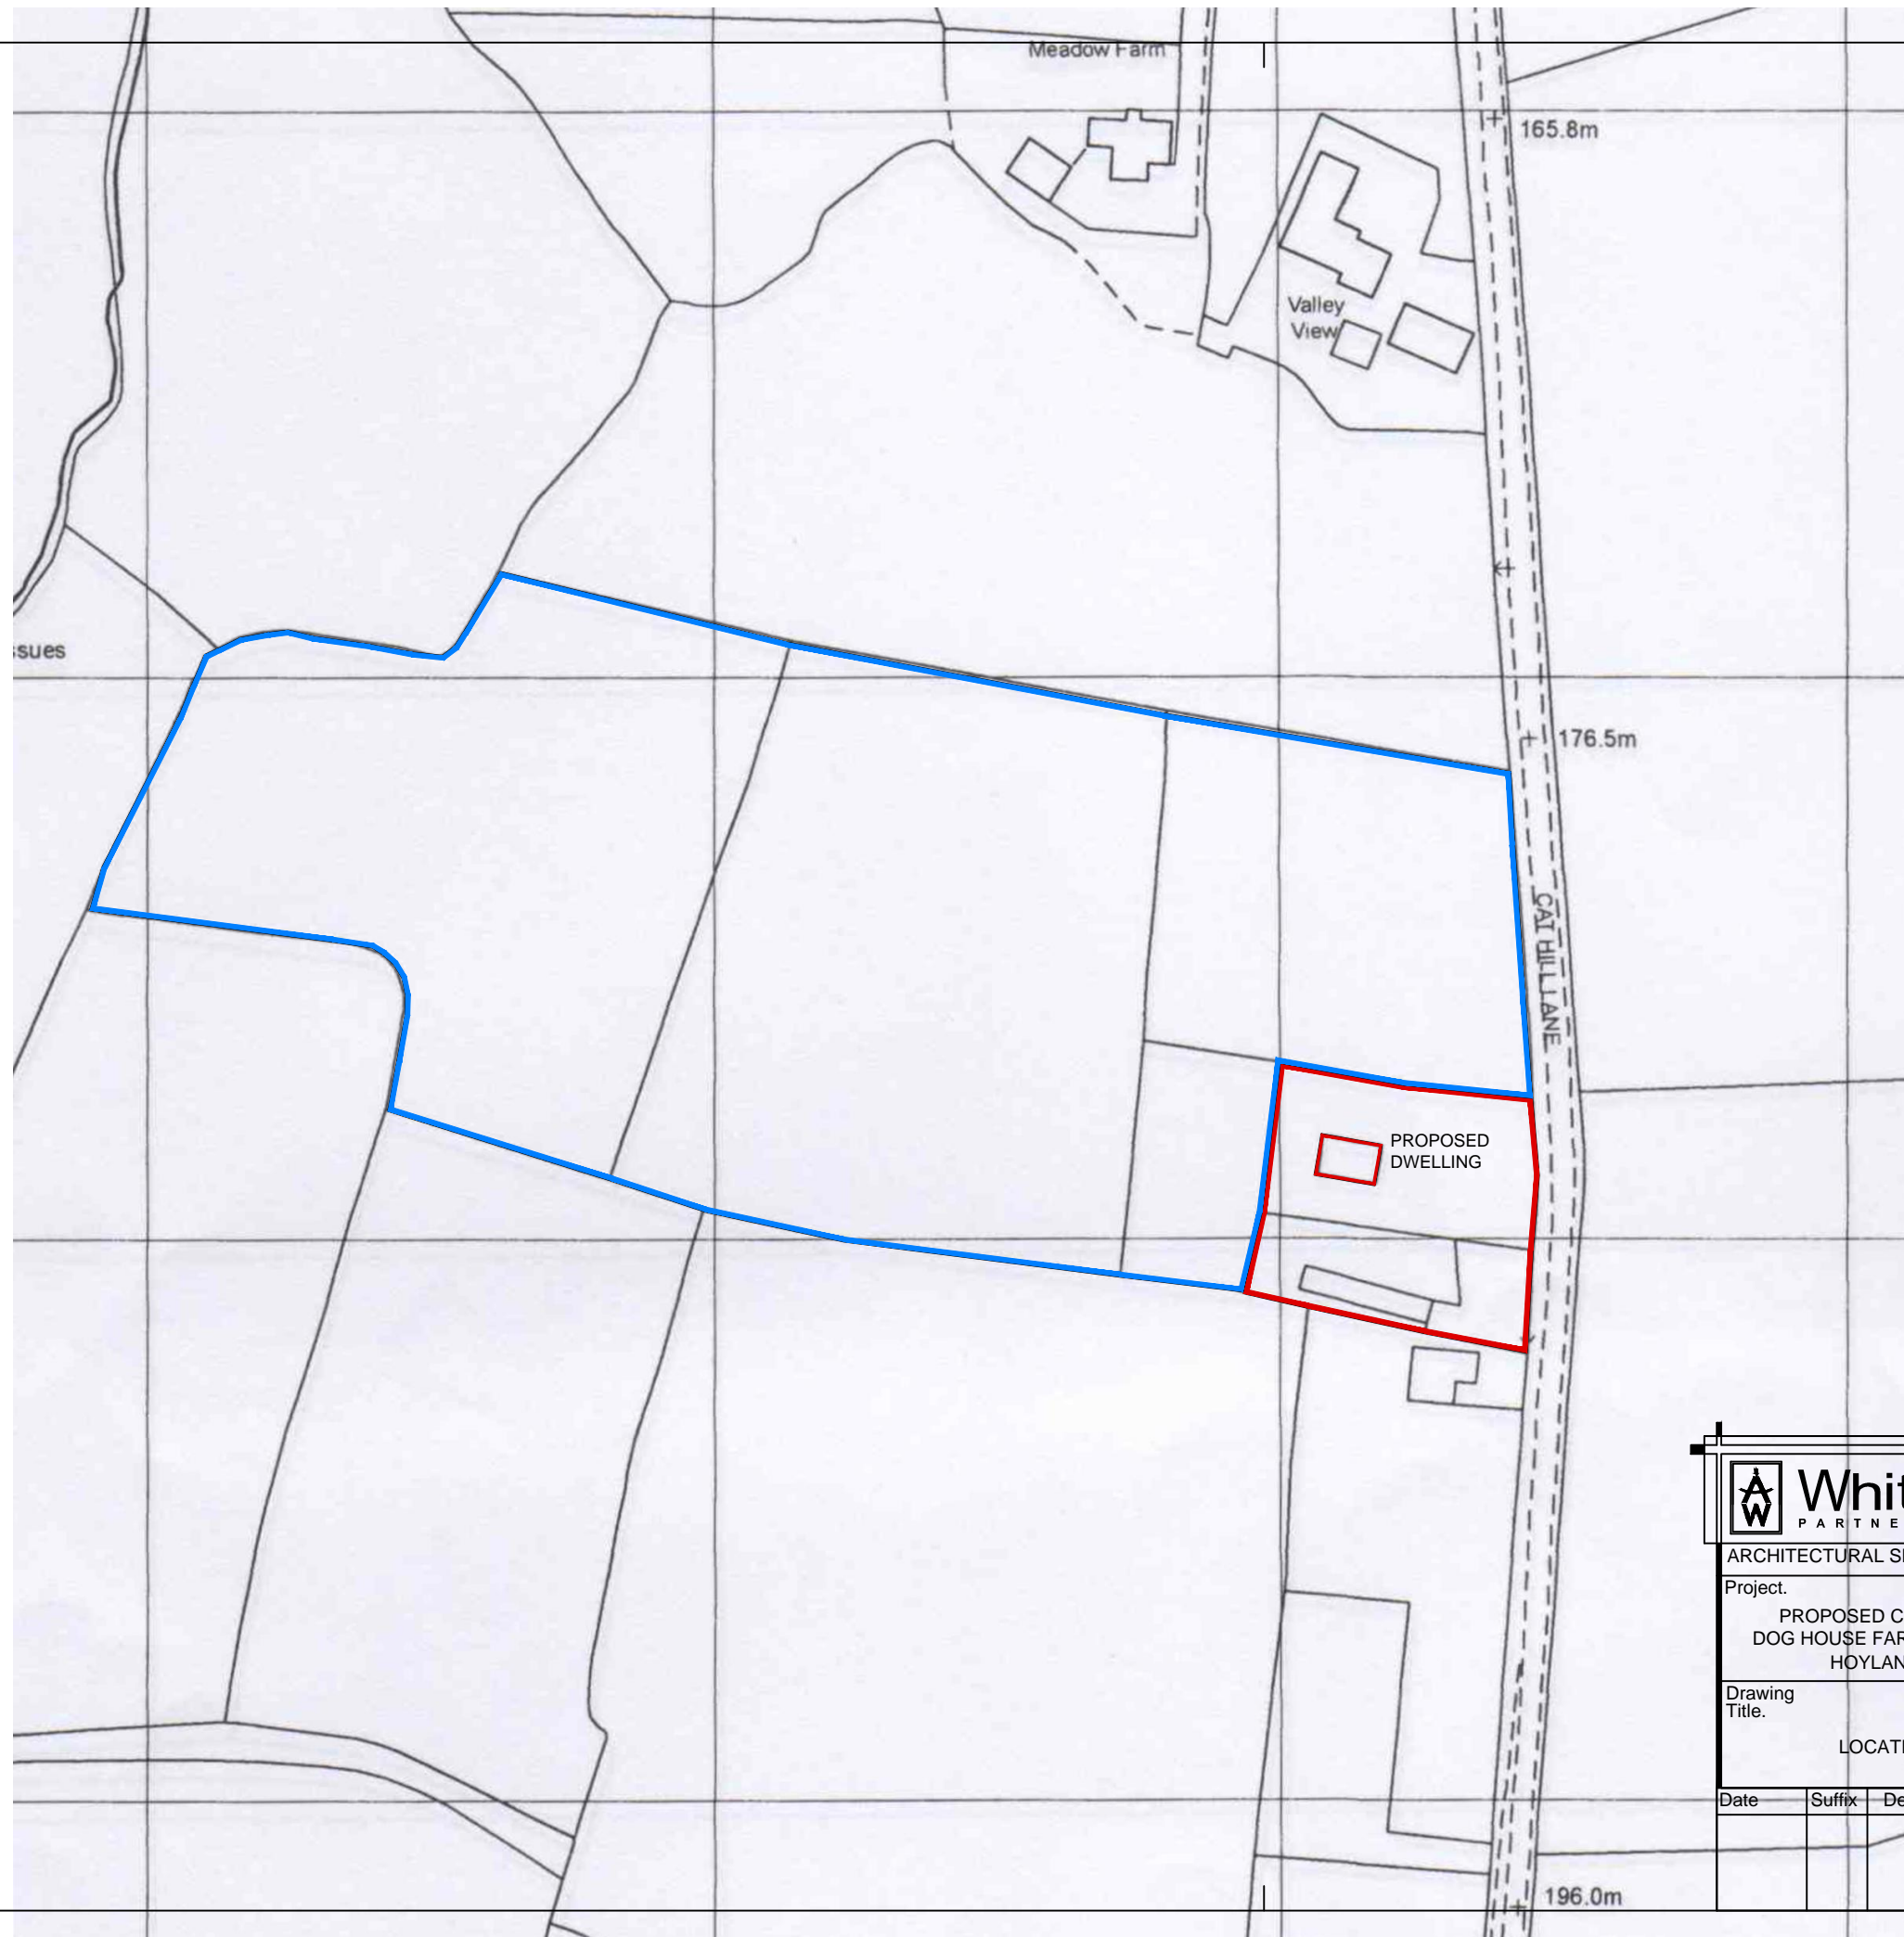 Meadow Farm
165.8m
Valley
View
ssues
176.5m
CAT HILL LANE
PROPOSED
DWELLING
AW
Whit
PARTNE
ARCHITECTURAL S
Project.
PROPOSED C
DOG HOUSE FAR
HOYLAN
Drawing
Title.
LOCATI
Date Suffix De
196.0m